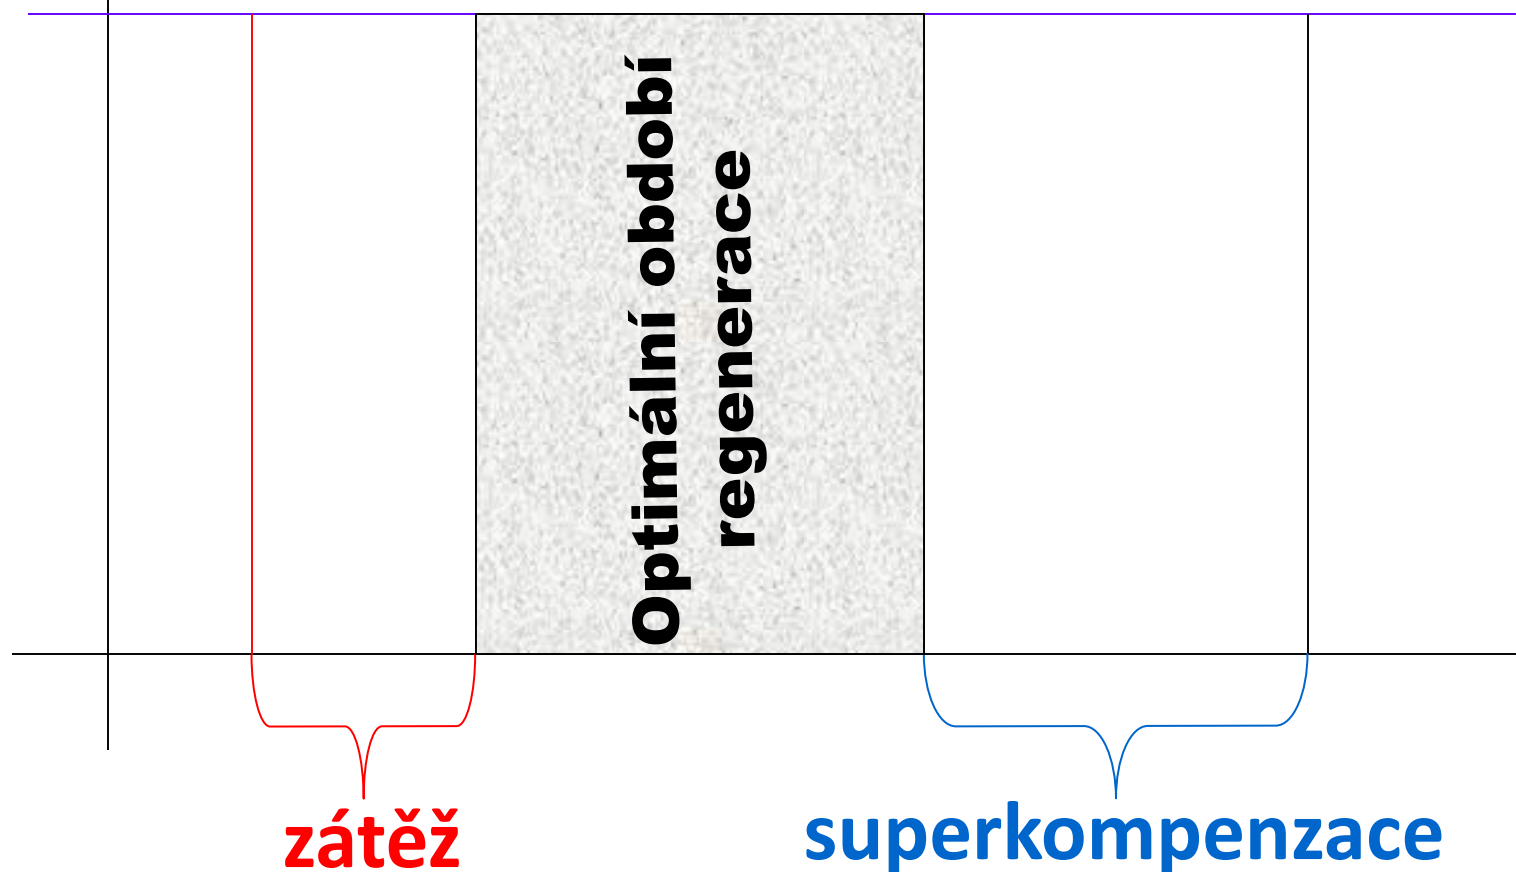 Optimální období
regenerace
zátěž
superkompenzace